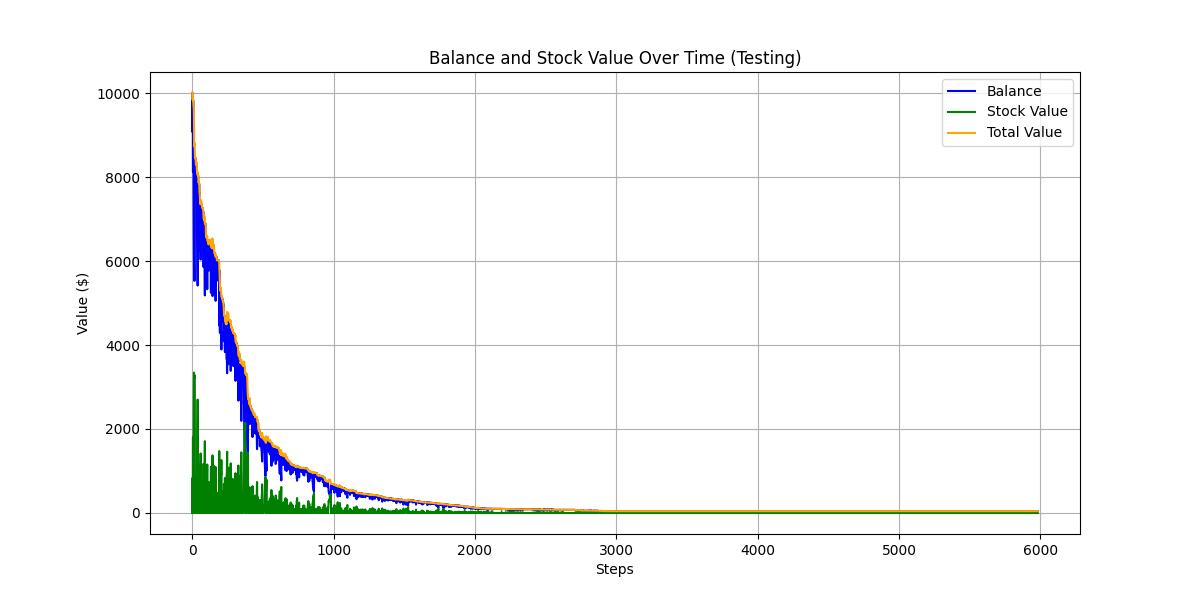 Balance and Stock Value Over Time (Testing)
Balance
Stock Value
Total Value
Value ($)
10000
8000
6000
4000
2000
0
0 1000 2000 3000 4000 5000 6000
Steps